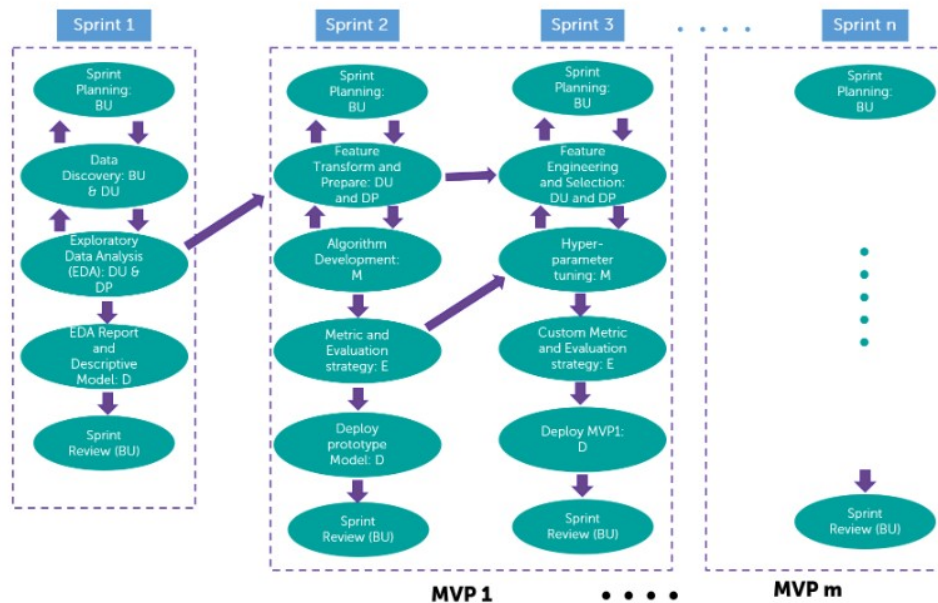 Sprint 1
Sprint 2
Sprint 3
Sprint n
Sprint
Planning:
BU
Data
Discovery: BU
& DU
Exploratory
Data Analysis
(EDA): DU &
DP
EDA Report
and
Descriptive
Model: D
Sprint
Review (BU)
Sprint
Planning:
BU
Feature
Transform and
Prepare: DU
and DP
Algorithm
Development:
M
Metric and
Evaluation
strategy: E
Deploy
prototype
Model: D
Sprint
Review (BU)
Sprint
Planning:
BU
Feature
Engineering
and Selection:
DU and DP
Hyper-
parameter
tuning: M
Custom Metric
and Evaluation
strategy: E
Deploy MVP1:
D
Sprint
Review (BU)
Sprint
Planning:
BU
Sprint
Review (BU)
MVP 1
MVP m